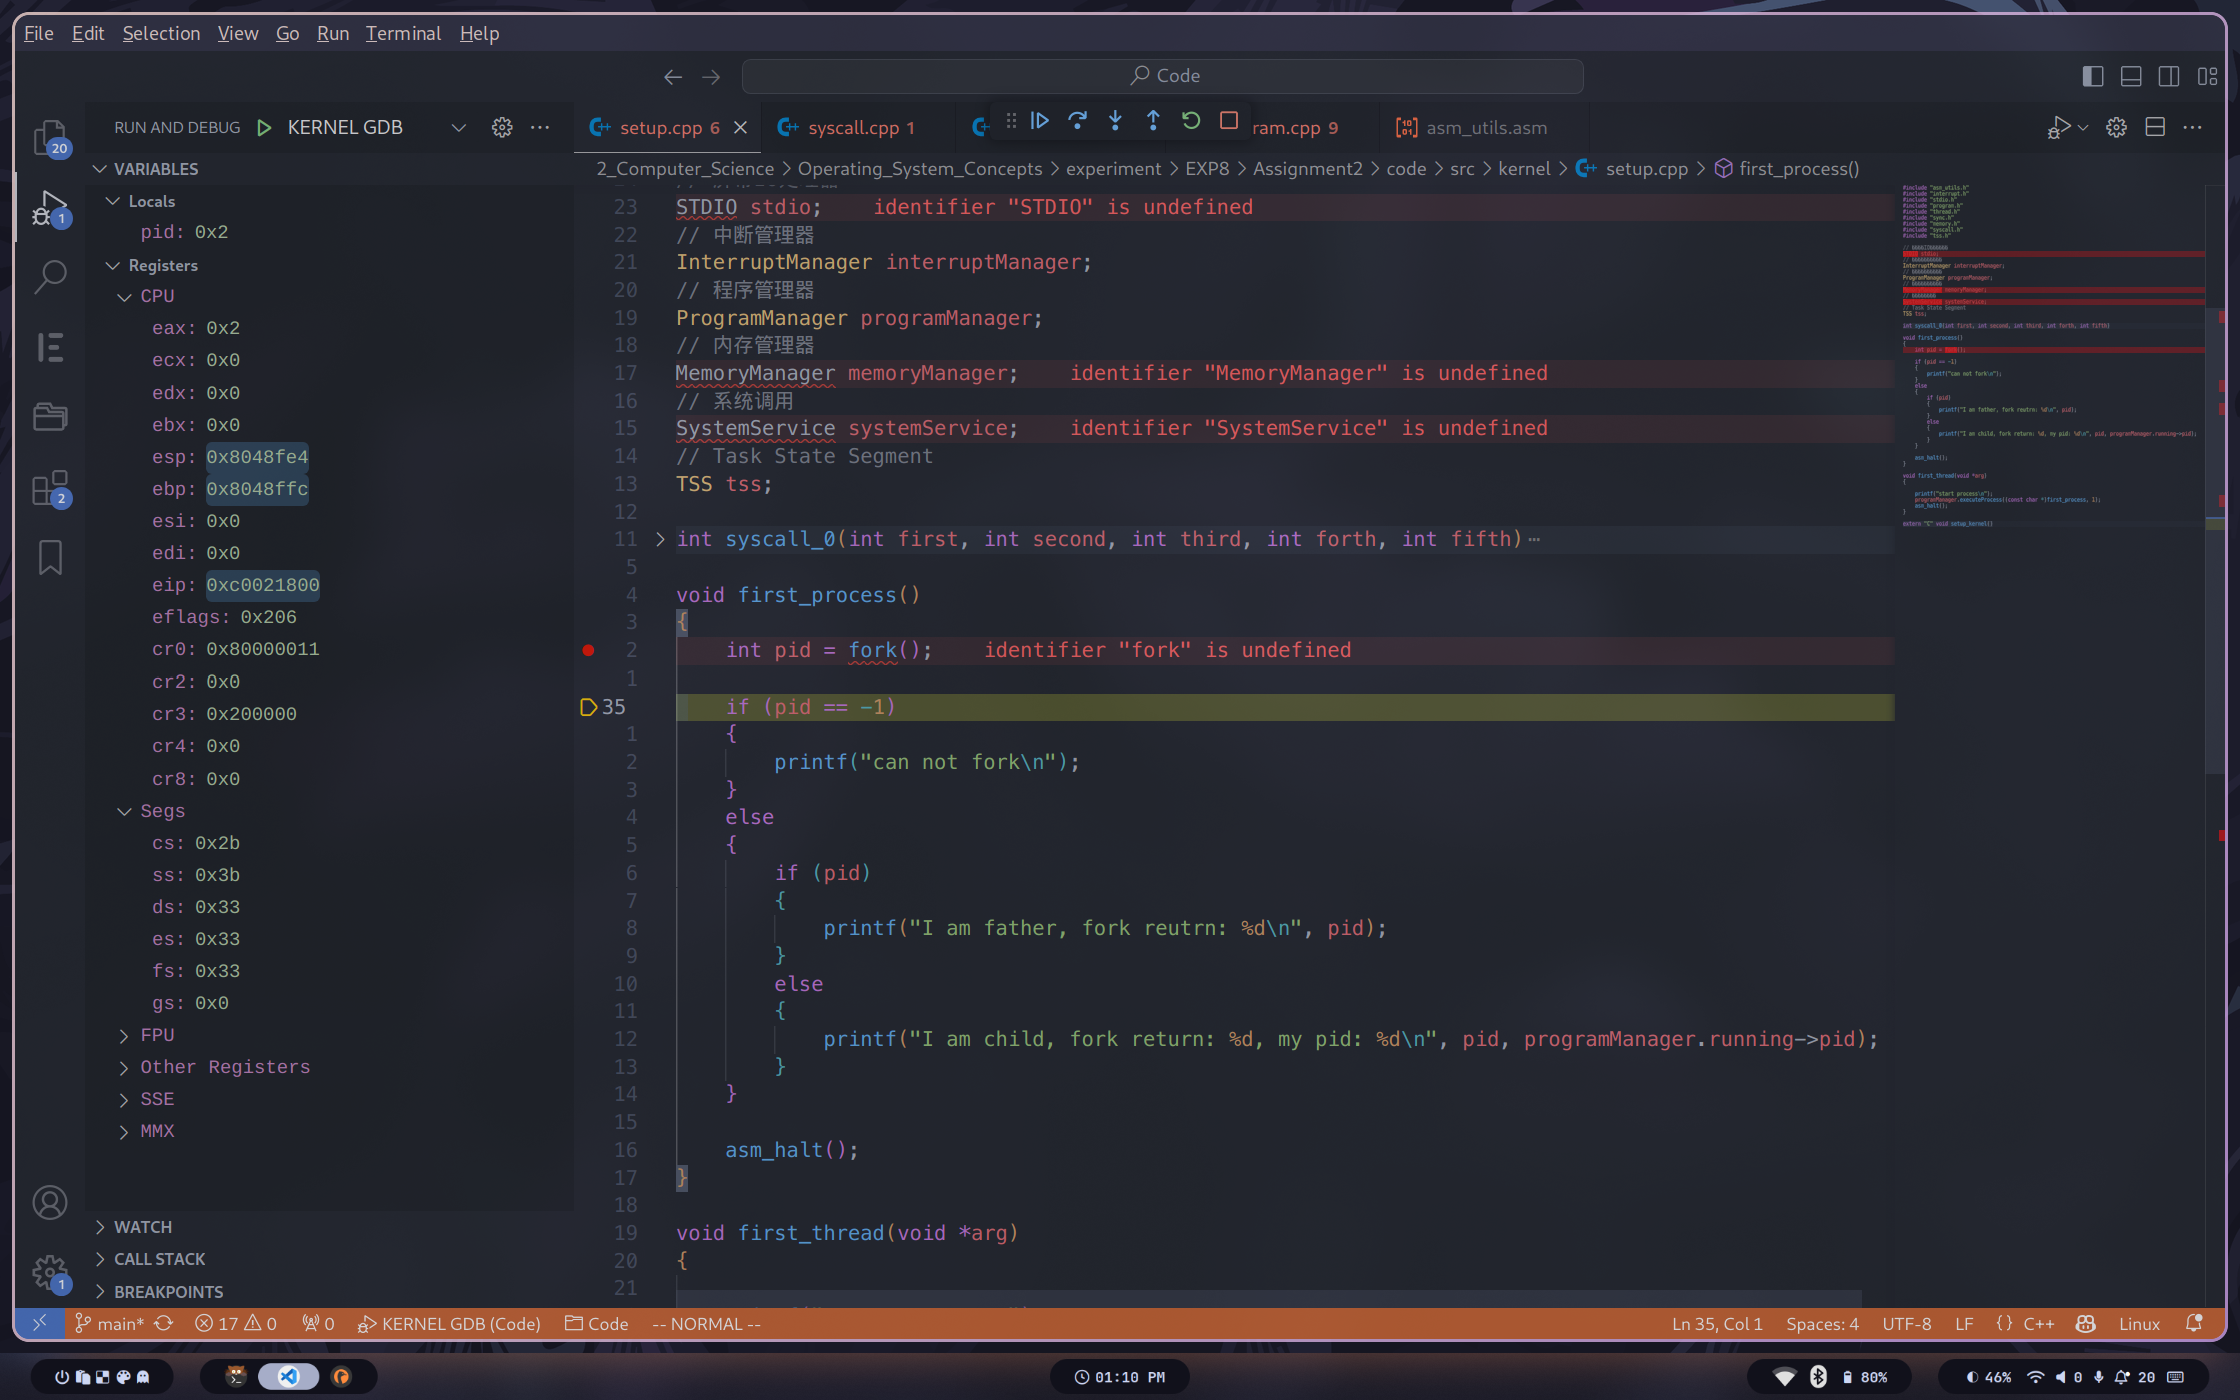 File Edit Selection View Go Run Terminal Help
Code
RUN AND DEBUG KERNEL GDB
setup.cpp 6
syscall.cpp 1
ram.cpp 9
asm_utils.asm
2_Computer_Science > Operating_System_Concepts > experiment > EXP8 > Assignment2 > code > src > kernel > setup.cpp > first_process()
VARIABLES
Locals
pid: 0x2
Registers
CPU
eax: 0x2
ecx: 0x0
edx: 0x0
ebx: 0x0
esp: 0x8048fe4
ebp: 0x8048ffc
esi: 0x0
edi: 0x0
eip: 0xc0021800
eflags: 0x206
cr0: 0x80000011
cr2: 0x0
cr3: 0x200000
cr4: 0x0
cr8: 0x0
Segs
cs: 0x2b
ss: 0x3b
ds: 0x33
es: 0x33
fs: 0x33
gs: 0x0
FPU
Other Registers
SSE
MMX
WATCH
CALL STACK
BREAKPOINTS
20
1
2
1
23 STDIO stdio; identifier "STDIO" is undefined
22 // 中断管理器
21 InterruptManager interruptManager;
20 // 程序管理器
19 ProgramManager programManager;
18 // 内存管理器
17 MemoryManager memoryManager; identifier "MemoryManager" is undefined
16 // 系统调用
15 SystemService systemService; identifier "SystemService" is undefined
14 // Task State Segment
13 TSS tss;
12
11 int syscall_0(int first, int second, int third, int forth, int fifth)⋯
5
4 void first_process()
3 {
2 int pid = fork(); identifier "fork" is undefined
1
35 if (pid == -1)
1 {
2 printf("can not fork\n");
3 }
4 else
5 {
6 if (pid)
7 {
8 printf("I am father, fork reutrn: %d\n", pid);
9 }
10 else
11 {
12 printf("I am child, fork return: %d, my pid: %d\n", pid, programManager.running->pid);
13 }
14 }
15
16 asm_halt();
17 }
18
19 void first_thread(void *arg)
20 {
21
main* 17 0 0 KERNEL GDB (Code) Code -- NORMAL -- Ln 35, Col 1 Spaces: 4 UTF-8 LF {} C++ Linux
01:10 PM 80% 46% 0 20